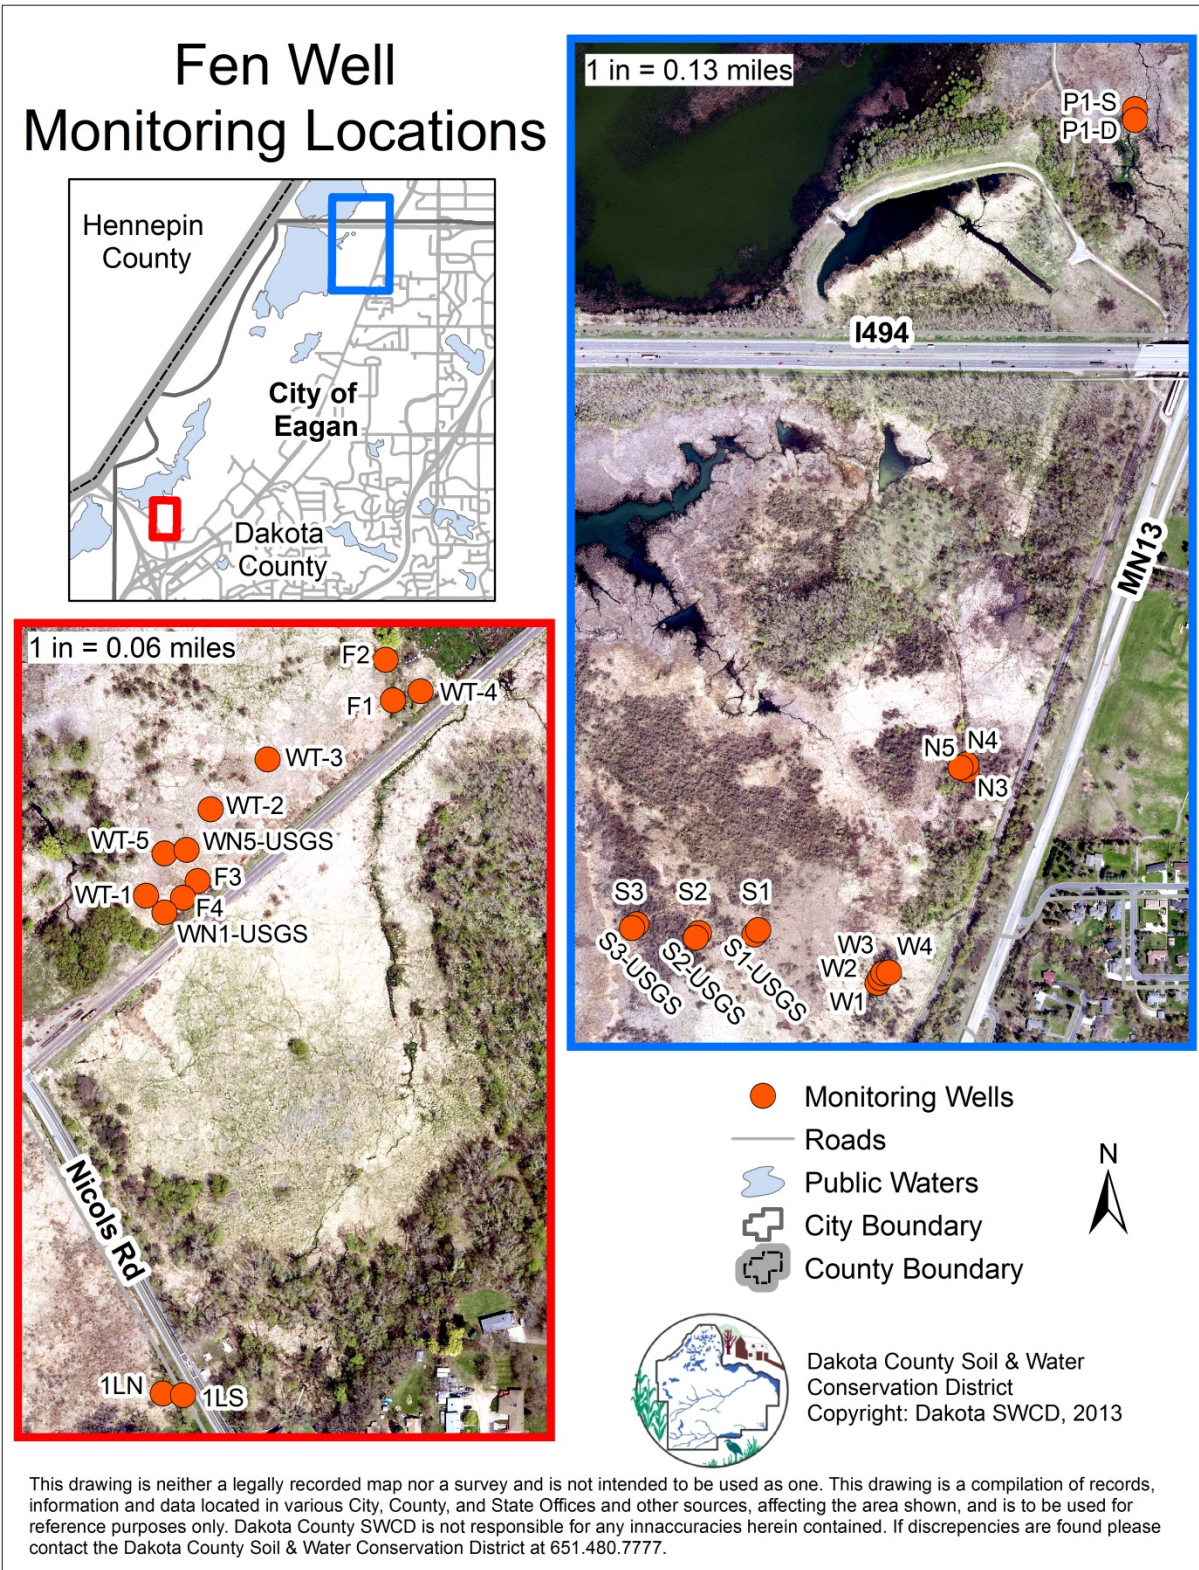 Fen Well
Monitoring Locations
Hennepin
County
City of
Eagan
Dakota
County
1 in = 0.13 miles
P1-S
P1-D
I494
MN13
N5
N4
N3
S3
S2
S1
S3-USGS
S2-USGS
S1-USGS
W3
W4
W2
W1
1 in = 0.06 miles
F2
WT-4
F1
WT-3
WT-2
WT-5
WN5-USGS
F3
WT-1
F4
WN1-USGS
Nicols Rd
1LN
1LS
Monitoring Wells
Roads
Public Waters
City Boundary
County Boundary
N
Dakota County Soil & Water
Conservation District
Copyright: Dakota SWCD, 2013
This drawing is neither a legally recorded map nor a survey and is not intended to be used as one. This drawing is a compilation of records,
information and data located in various City, County, and State Offices and other sources, affecting the area shown, and is to be used for
reference purposes only. Dakota County SWCD is not responsible for any innaccuracies herein contained. If discrepencies are found please
contact the Dakota County Soil & Water Conservation District at 651.480.7777.